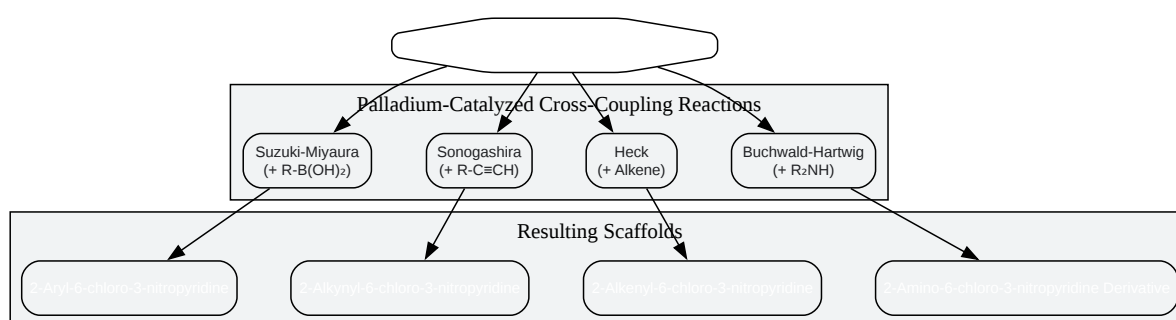 Palladium-Catalyzed Cross-Coupling Reactions
Suzuki-Miyaura
(+ R-B(OH)₂)
Sonogashira
(+ R-C≡CH)
Heck
(+ Alkene)
Buchwald-Hartwig
(+ R₂NH)
Resulting Scaffolds
2-Aryl-6-chloro-3-nitropyridine
2-Alkynyl-6-chloro-3-nitropyridine
2-Alkenyl-6-chloro-3-nitropyridine
2-Amino-6-chloro-3-nitropyridine Derivative